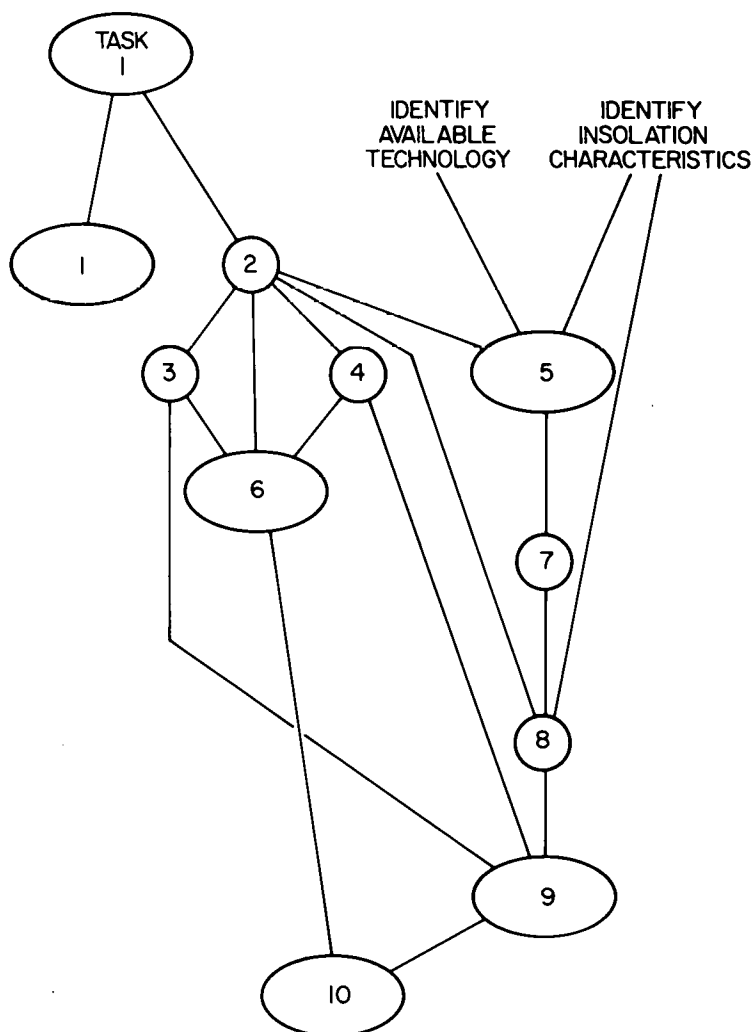 TASK
1
IDENTIFY
AVAILABLE
TECHNOLOGY
IDENTIFY
INSOLATION
CHARACTERISTICS
1
2
3
4
5
6
7
8
9
10